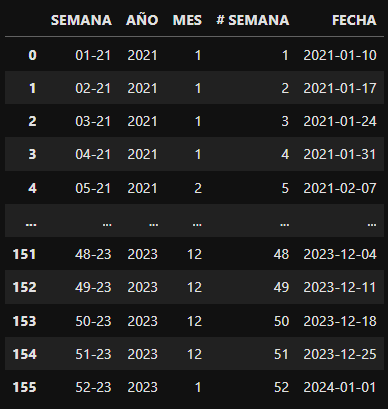 SEMANA AÑO MES # SEMANA FECHA
0 01-21 2021 1 1 2021-01-10
1 02-21 2021 1 2 2021-01-17
2 03-21 2021 1 3 2021-01-24
3 04-21 2021 1 4 2021-01-31
4 05-21 2021 2 5 2021-02-07
... ... ... ... ... ...
151 48-23 2023 12 48 2023-12-04
152 49-23 2023 12 49 2023-12-11
153 50-23 2023 12 50 2023-12-18
154 51-23 2023 12 51 2023-12-25
155 52-23 2023 1 52 2024-01-01